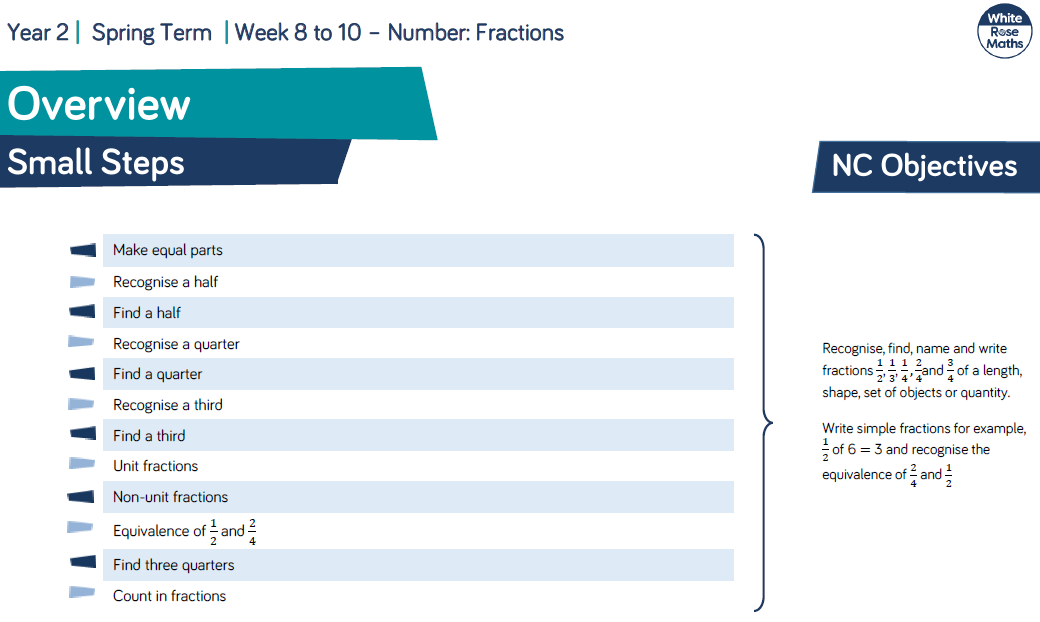 Year 2 | Spring Term | Week 8 to 10 – Number: Fractions
White
Rose
Maths
Overview
Small Steps
NC Objectives
Make equal parts
Recognise a half
Find a half
Recognise a quarter
Find a quarter
Recognise a third
Find a third
Unit fractions
Non-unit fractions
Equivalence of 1/2 and 2/4
Find three quarters
Count in fractions
Recognise, find, name and write
fractions 1/2, 1/3, 1/4, 2/4 and 3/4 of a length,
shape, set of objects or quantity.
Write simple fractions for example,
1/2 of 6 = 3 and recognise the
equivalence of 2/4 and 1/2